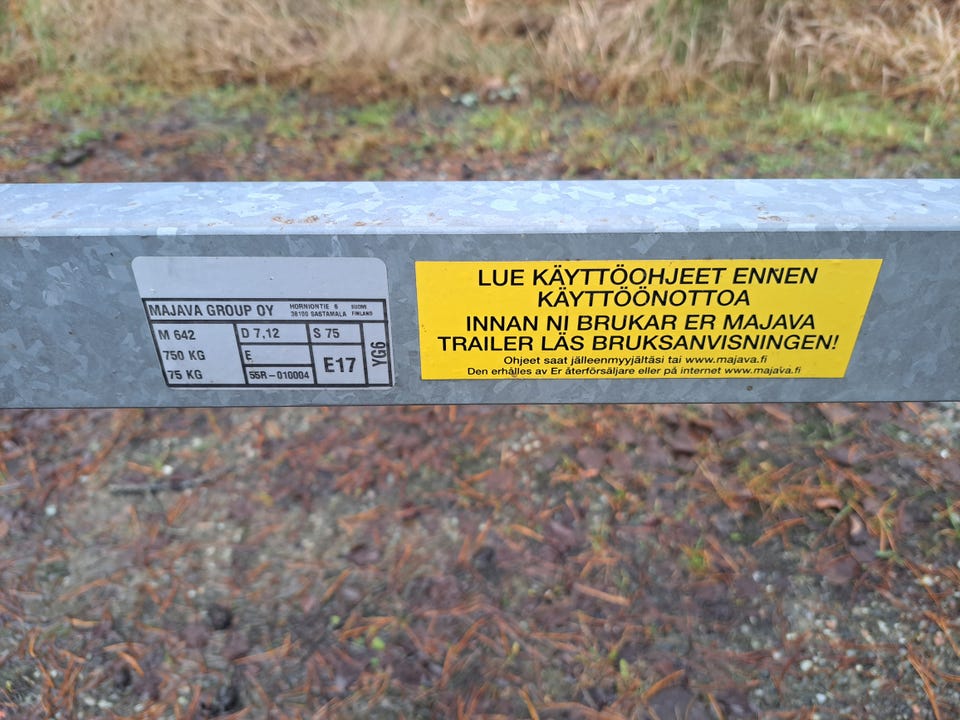 MAJAVA GROUP OY HORNIONTIE 6 SUOMI
38100 SASTAMALA FINLAND
M 642 D 7,12 S 75
750 KG E E17 YG6
75 KG 55R-010004
LUE KÄYTTÖOHJEET ENNEN
KÄYTTÖÖNOTTOA
INNAN NI BRUKAR ER MAJAVA
TRAILER LÄS BRUKSANVISNINGEN!
Ohjeet saat jälleenmyyjältäsi tai www.majava.fi
Den erhålles av Er återförsäljare eller på internet www.majava.fi